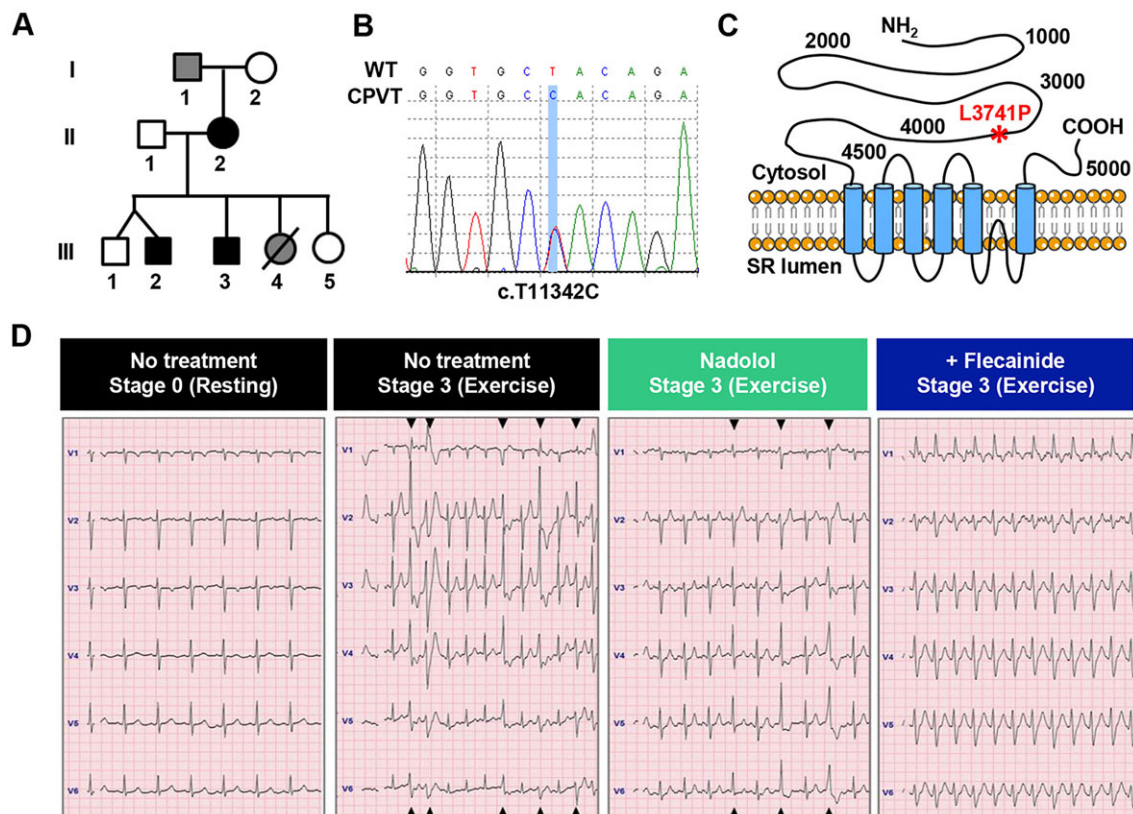 A
I
1 2
II
1 2
III
1 2 3 4 5
B
WT G G T G C T A C A G A
CPVT G G T G C C A C A G A
c.T11342C
C
NH2
1000
2000
3000
L3741P
*
4000
COOH
4500
5000
Cytosol
SR lumen
D
No treatment
Stage 0 (Resting)
No treatment
Stage 3 (Exercise)
Nadolol
Stage 3 (Exercise)
+ Flecainide
Stage 3 (Exercise)
V1
V2
V3
V4
V5
V6
V1
V2
V3
V4
V5
V6
V1
V2
V3
V4
V5
V6
V1
V2
V3
V4
V5
V6